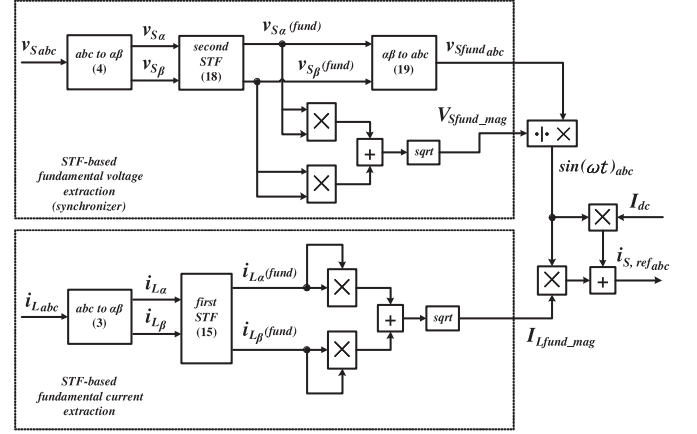 v_Sabc
abc to αβ
(4)
v_Sα
v_Sβ
second
STF
(18)
v_Sα (fund)
v_Sβ (fund)
αβ to abc
(19)
v_Sfund_abc
V_Sfund_mag
×
×
+
sqrt
·|· ×
STF-based
fundamental voltage
extraction
(synchronizer)
sin(ωt)_abc
×
I_dc
×
+
i_S, ref_abc
i_Labc
abc to αβ
(3)
i_Lα
i_Lβ
first
STF
(15)
i_Lα (fund)
i_Lβ (fund)
×
×
+
sqrt
I_Lfund_mag
STF-based
fundamental current
extraction